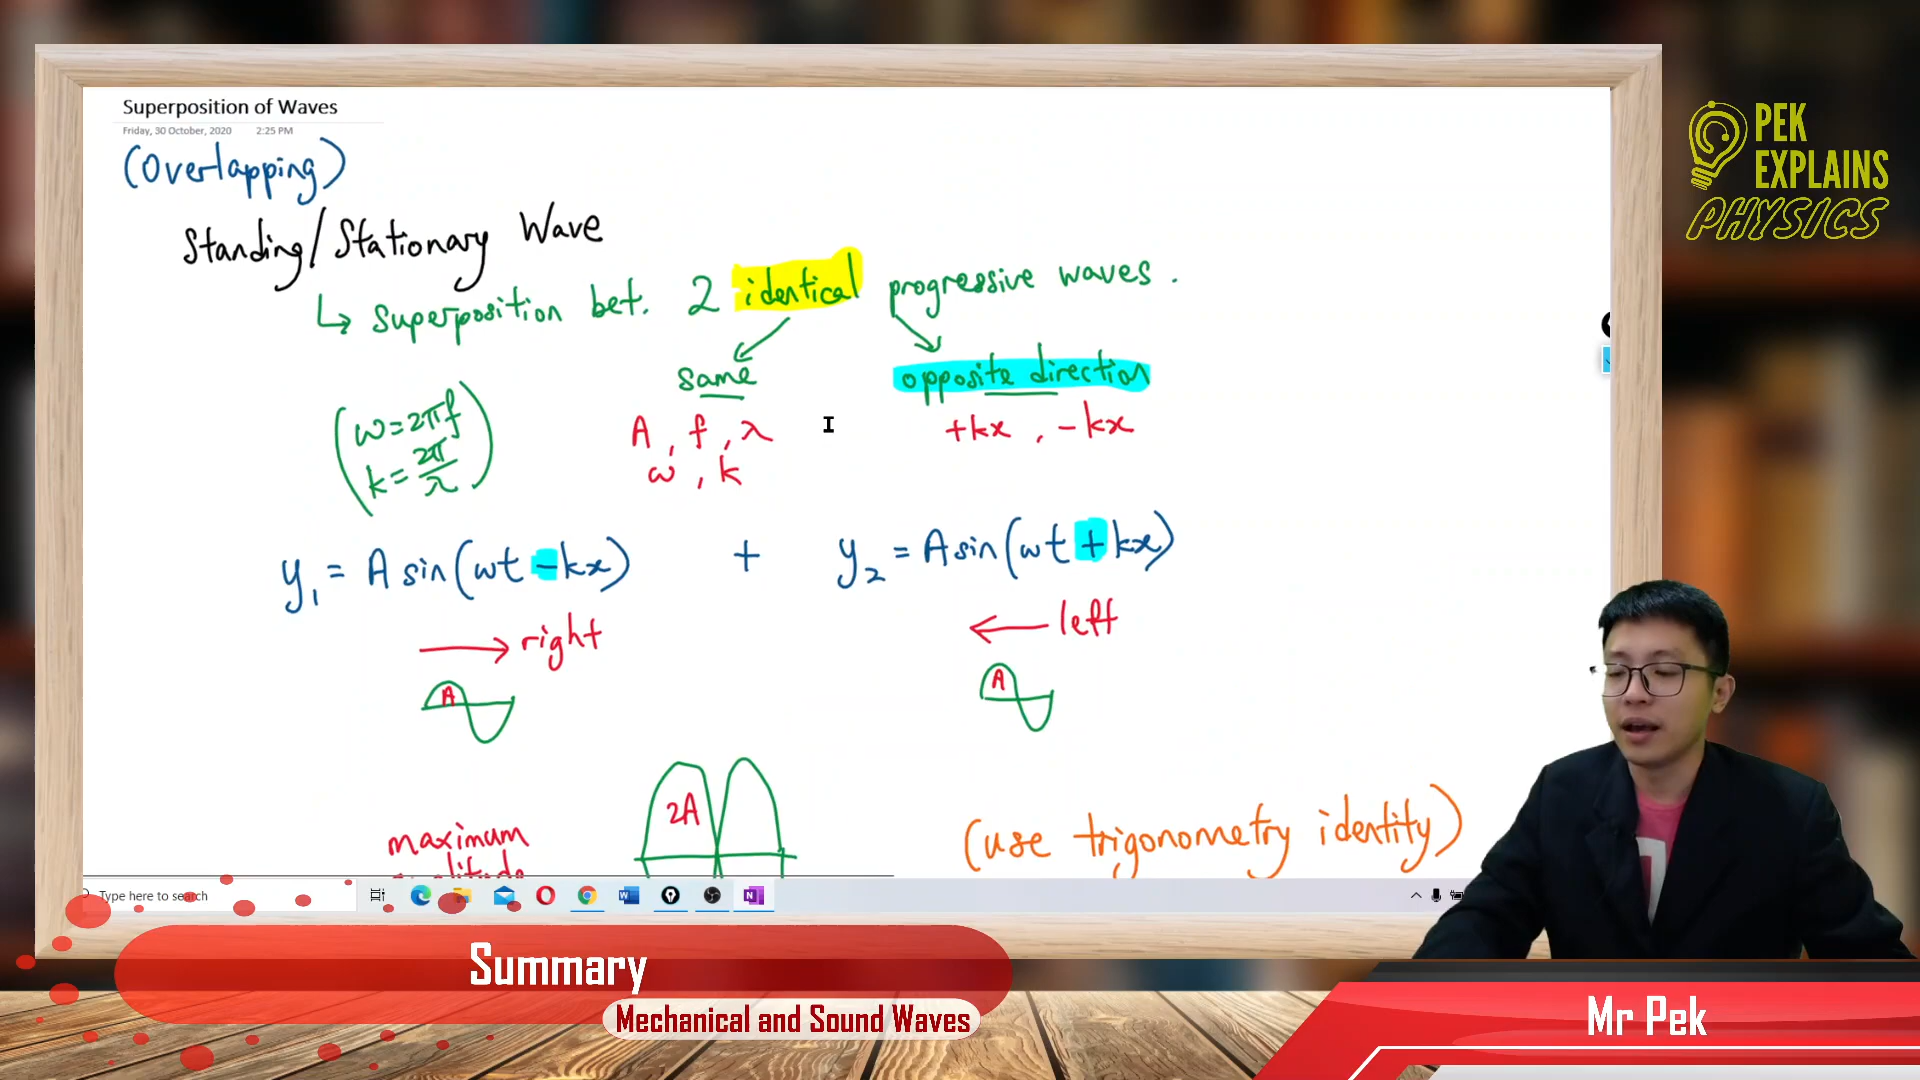 Superposition of Waves
Friday, 30 October, 2020 2:25 PM
(Overlapping)
Standing/Stationary Wave
↳ superposition bet. 2 identical progressive waves.
same
opposite direction
(ω=2πf
k=2π/λ)
A, f, λ
ω, k
+kx, -kx
y₁ = A sin(ωt - kx) + y₂ = A sin(ωt + kx)
→ right
← left
A
A
2A
maximum
amplitude
(use trigonometry identity)
Type here to search
PEK
EXPLAINS
PHYSICS
Summary
Mechanical and Sound Waves
Mr Pek